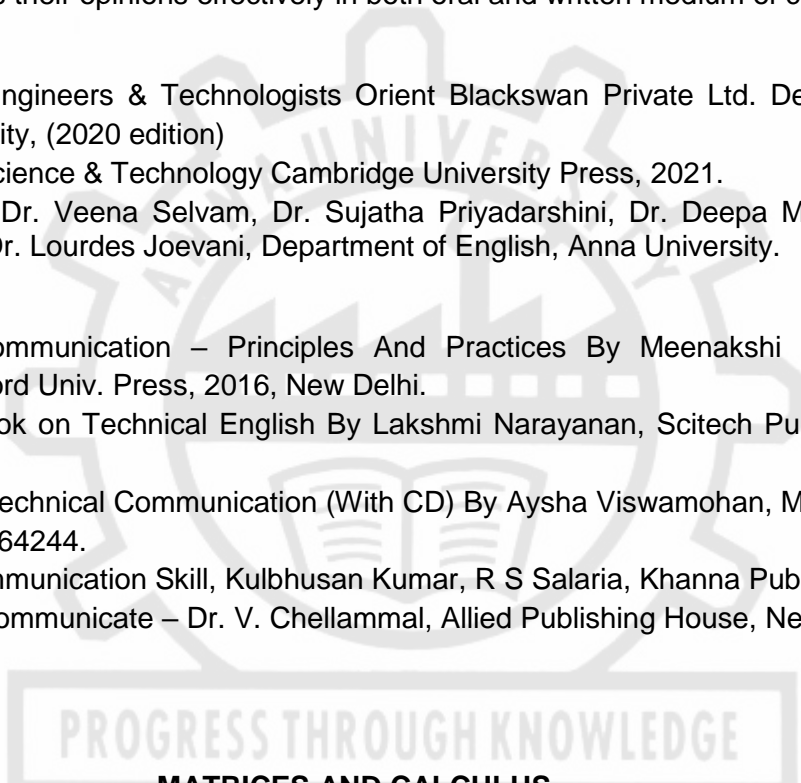 their opinions effectively in both oral and written medium of
ngineers & Technologists Orient Blackswan Private Ltd. De
ity, (2020 edition)
cience & Technology Cambridge University Press, 2021.
Dr. Veena Selvam, Dr. Sujatha Priyadarshini, Dr. Deepa M
r. Lourdes Joevani, Department of English, Anna University.
ommunication – Principles And Practices By Meenakshi
ord Univ. Press, 2016, New Delhi.
ok on Technical English By Lakshmi Narayanan, Scitech Pu
echnical Communication (With CD) By Aysha Viswamohan, M
64244.
mmunication Skill, Kulbhusan Kumar, R S Salaria, Khanna Pub
ommunicate – Dr. V. Chellammal, Allied Publishing House, Ne
PROGRESS THROUGH KNOWLEDGE
MATRICES AND CALCULUS